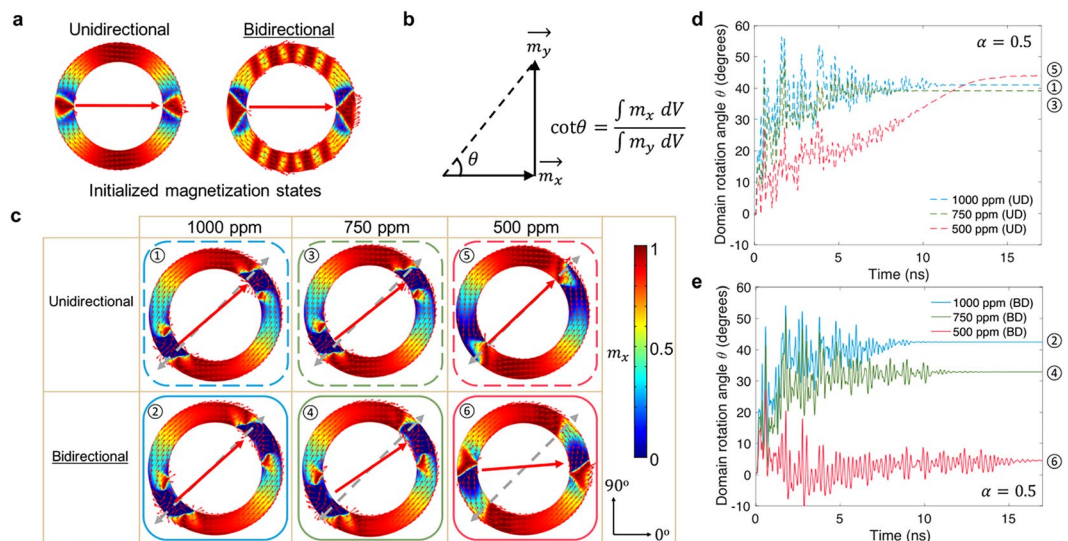 a
Unidirectional
Bidirectional
Initialized magnetization states
b
m_y
θ
m_x
cotθ = ∫ m_x dV / ∫ m_y dV
c
1000 ppm
750 ppm
500 ppm
Unidirectional
①
③
⑤
Bidirectional
②
④
⑥
1
0.5
0
m_x
90º
0º
d
Domain rotation angle θ (degrees)
60
50
40
30
20
10
0
-10
α = 0.5
⑤
①
③
1000 ppm (UD)
750 ppm (UD)
500 ppm (UD)
0
5
10
15
Time (ns)
e
Domain rotation angle θ (degrees)
60
50
40
30
20
10
0
-10
1000 ppm (BD)
750 ppm (BD)
500 ppm (BD)
②
④
⑥
α = 0.5
0
5
10
15
Time (ns)